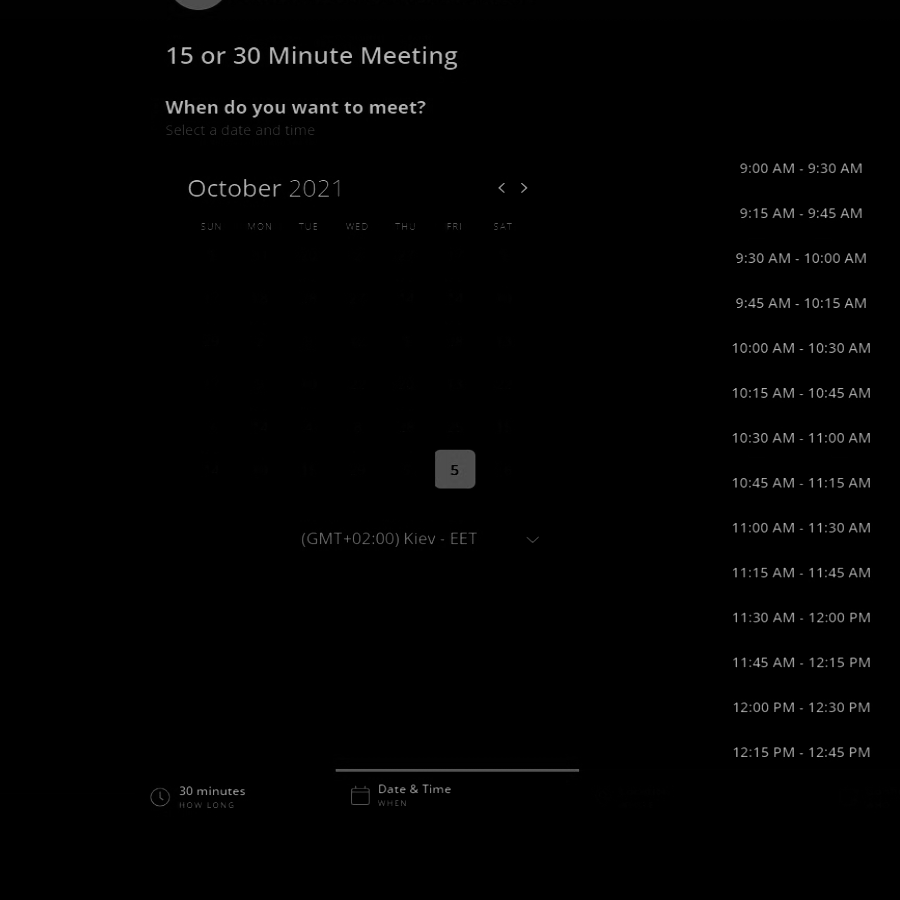 15 or 30 Minute Meeting
When do you want to meet?
Select a date and time
October 2021
SUN MON TUE WED THU FRI SAT
5
(GMT+02:00) Kiev - EET
9:00 AM - 9:30 AM
9:15 AM - 9:45 AM
9:30 AM - 10:00 AM
9:45 AM - 10:15 AM
10:00 AM - 10:30 AM
10:15 AM - 10:45 AM
10:30 AM - 11:00 AM
10:45 AM - 11:15 AM
11:00 AM - 11:30 AM
11:15 AM - 11:45 AM
11:30 AM - 12:00 PM
11:45 AM - 12:15 PM
12:00 PM - 12:30 PM
12:15 PM - 12:45 PM
30 minutes
HOW LONG
Date & Time
WHEN